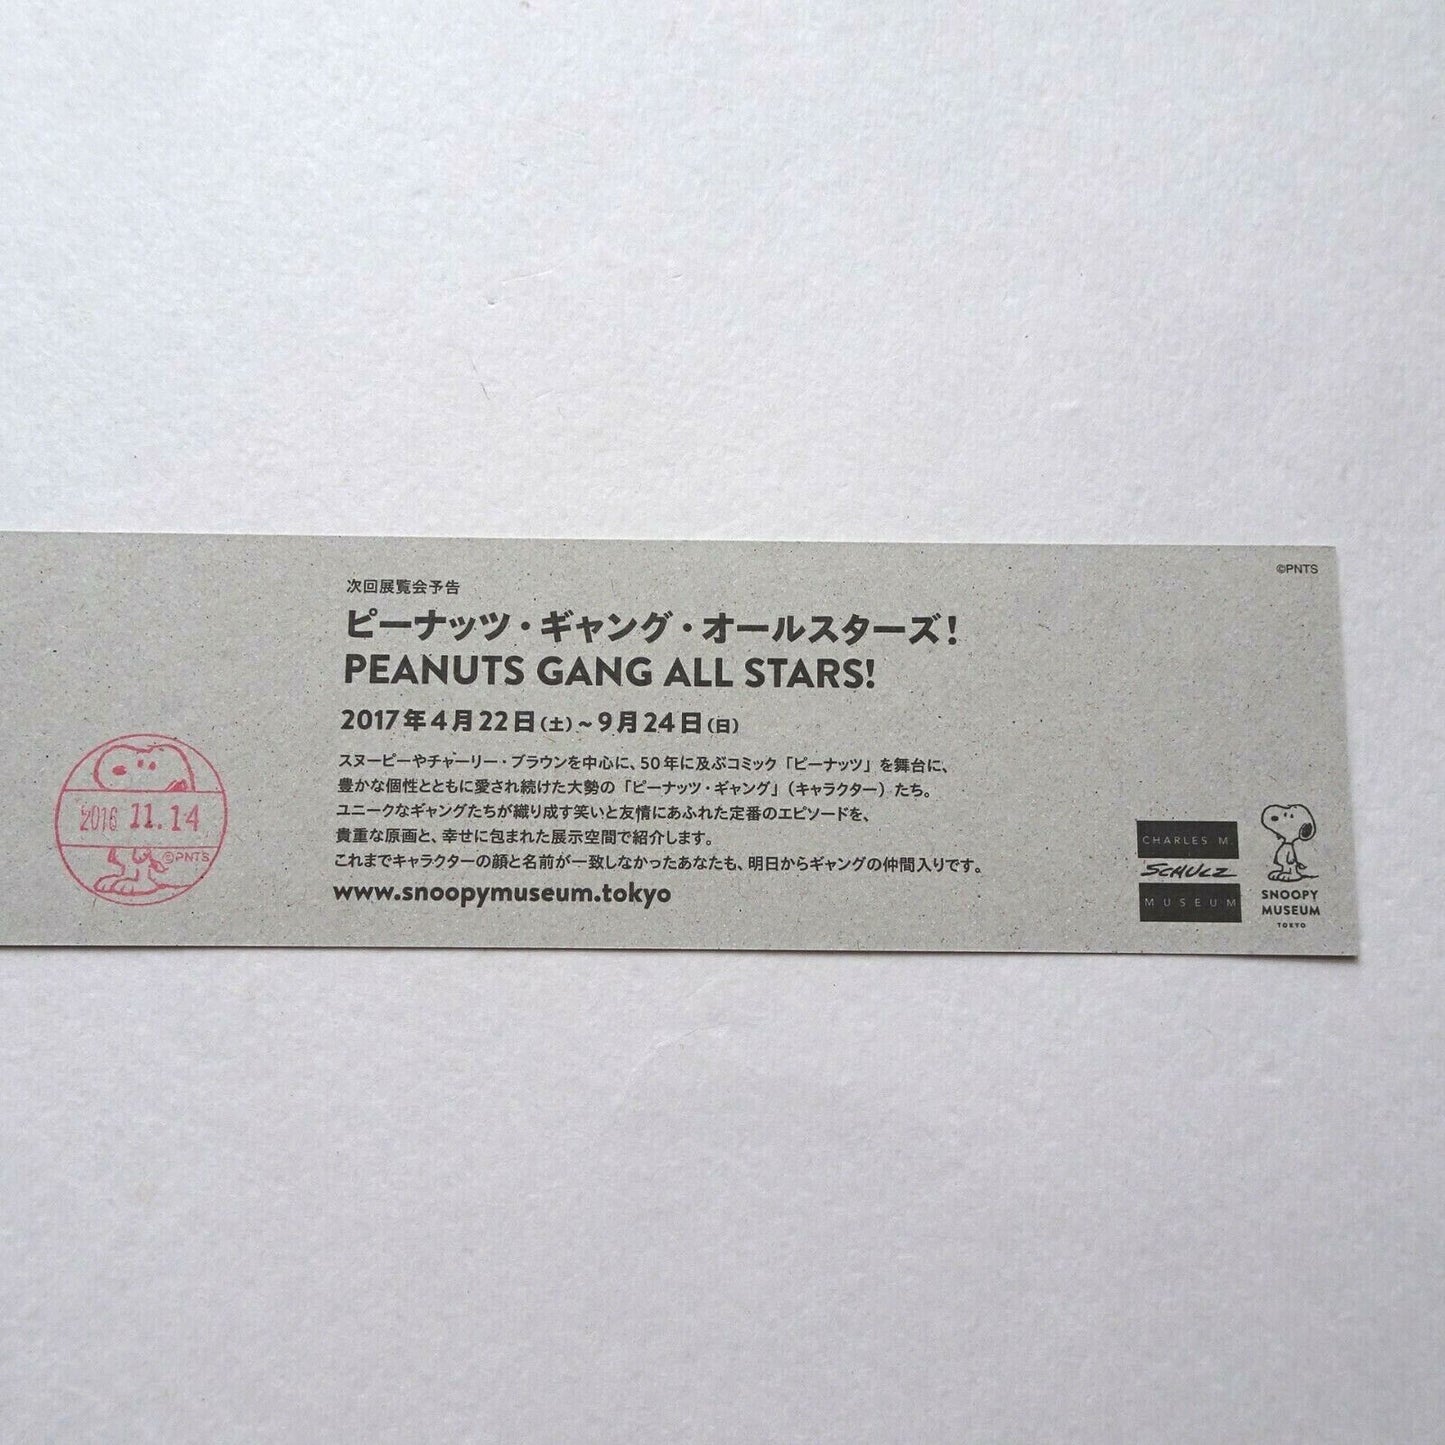 ©PNTS
次回展覧会予告
ピーナッツ・ギャング・オールスターズ！
PEANUTS GANG ALL STARS!
2017年4月22日（土）~9月24日（日）
スヌーピーやチャーリー・ブラウンを中心に、50年に及ぶコミック「ピーナッツ」を舞台に、
豊かな個性とともに愛され続けた大勢の「ピーナッツ・ギャング」（キャラクター）たち。
ユニークなギャングたちが織り成す笑いと友情にあふれた定番のエピソードを、
貴重な原画と、幸せに包まれた展示空間で紹介します。
これまでキャラクターの顔と名前が一致しなかったあなたも、明日からギャングの仲間入りです。
www.snoopymuseum.tokyo
2016 11.14
©PNTS
CHARLES M.
SCHULZ
MUSEUM
SNOOPY
MUSEUM
TOKYO